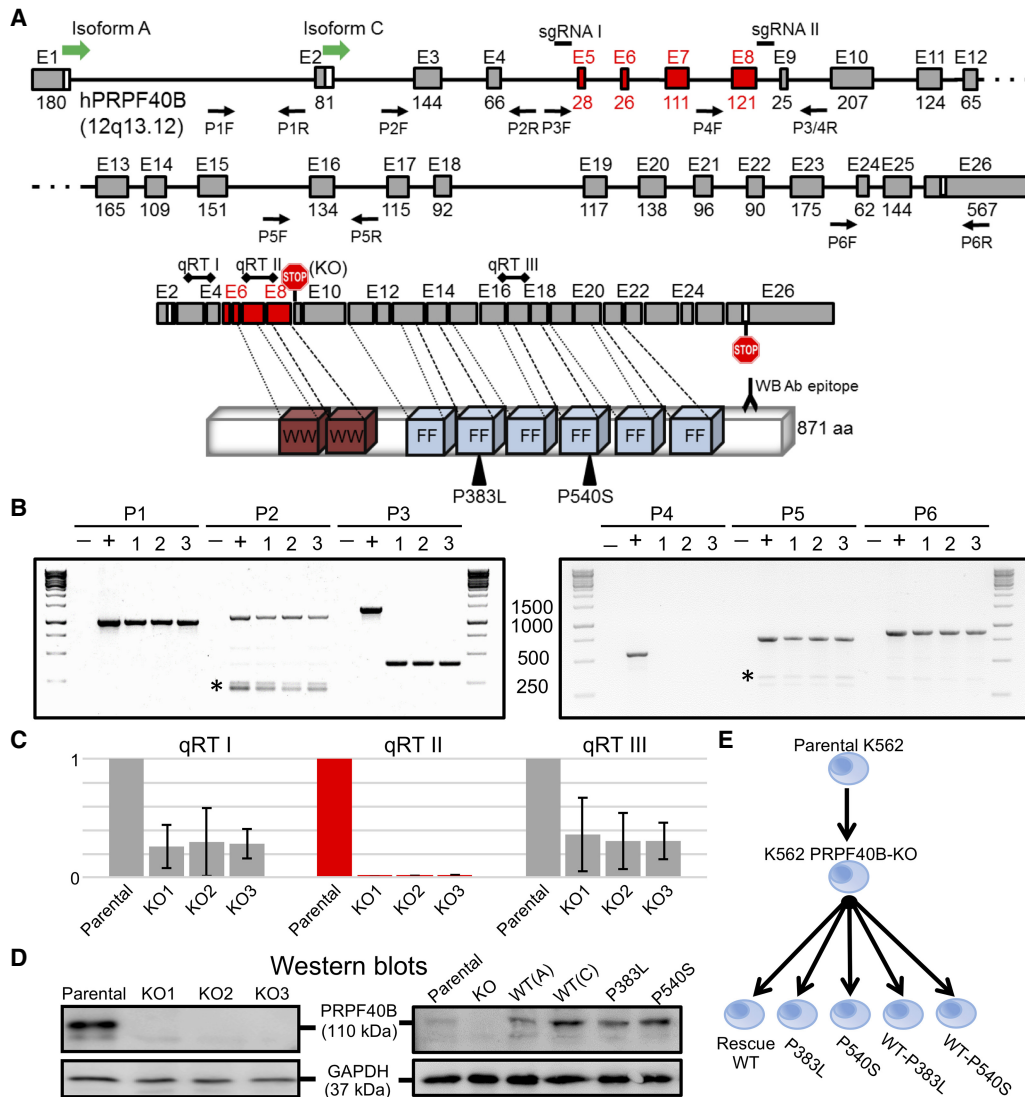 A
Isoform A
Isoform C
sgRNA I
sgRNA II
E1 E2 E3 E4 E5 E6 E7 E8 E9 E10 E11 E12
180 81 144 66 28 26 111 121 25 207 124 65
hPRPF40B
(12q13.12)
P1F P1R P2F P2R P3F P4F P3/4R
E13 E14 E15 E16 E17 E18 E19 E20 E21 E22 E23 E24 E25 E26
165 109 151 134 115 92 117 138 96 90 175 62 144 567
P5F P5R P6F P6R
qRT I qRT II STOP (KO) qRT III
E2 E4 E6 E8 E10 E12 E14 E16 E18 E20 E22 E24 E26
STOP
WB Ab epitope
WW WW FF FF FF FF FF FF 871 aa
P383L P540S
B
P1 P2 P3 P4 P5 P6
– + 1 2 3 – + 1 2 3 – + 1 2 3 – + 1 2 3 – + 1 2 3 – + 1 2 3
1500
1000
500
250
*
*
C
qRT I qRT II qRT III
1
0
Parental KO1 KO2 KO3 Parental KO1 KO2 KO3 Parental KO1 KO2 KO3
D
Western blots
Parental KO1 KO2 KO3
Parental KO WT(A) WT(C) P383L P540S
PRPF40B
(110 kDa)
GAPDH
(37 kDa)
E
Parental K562
K562 PRPF40B-KO
Rescue
WT
P383L
P540S
WT-P383L
WT-P540S